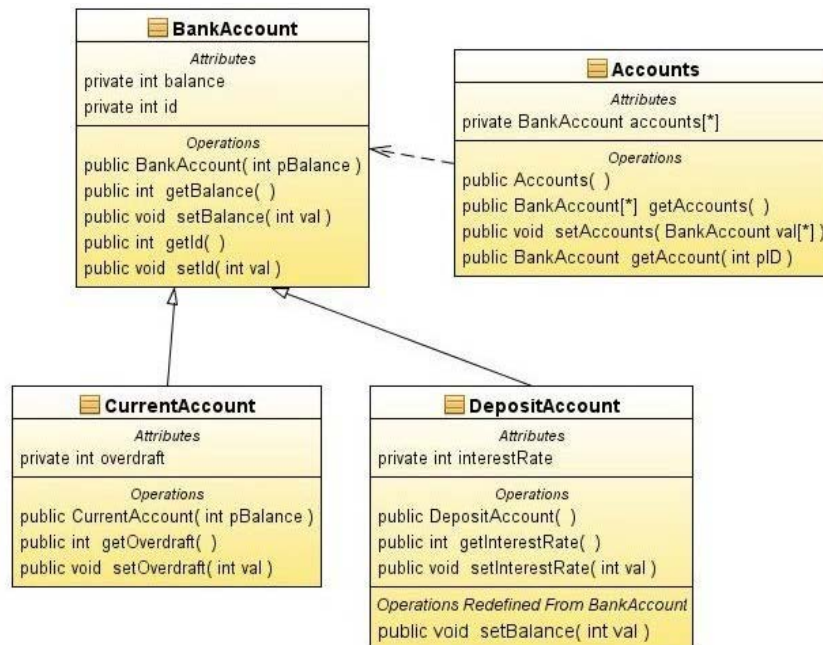 BankAccount
Attributes
private int balance
private int id
Operations
public BankAccount( int pBalance )
public int getBalance( )
public void setBalance( int val )
public int getId( )
public void setId( int val )
Accounts
Attributes
private BankAccount accounts[*]
Operations
public Accounts( )
public BankAccount[*] getAccounts( )
public void setAccounts( BankAccount val[*] )
public BankAccount getAccount( int pID )
CurrentAccount
Attributes
private int overdraft
Operations
public CurrentAccount( int pBalance )
public int getOverdraft( )
public void setOverdraft( int val )
DepositAccount
Attributes
private int interestRate
Operations
public DepositAccount( )
public int getInterestRate( )
public void setInterestRate( int val )
Operations Redefined From BankAccount
public void setBalance( int val )